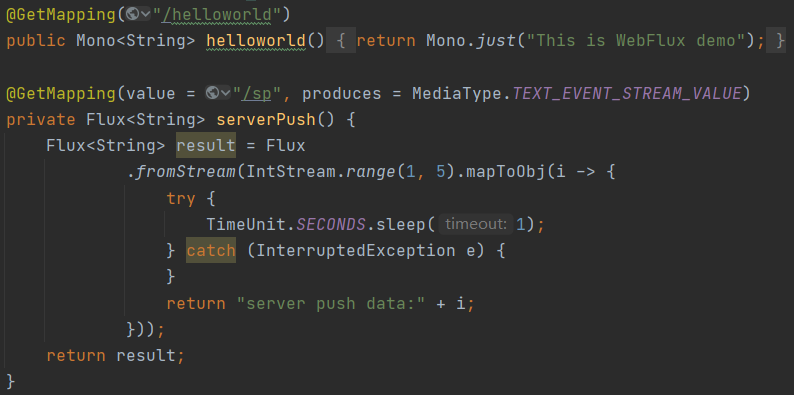 @GetMapping("/helloworld")
public Mono<String> helloworld() { return Mono.just("This is WebFlux demo"); }
@GetMapping(value = "/sp", produces = MediaType.TEXT_EVENT_STREAM_VALUE)
private Flux<String> serverPush() {
Flux<String> result = Flux
.fromStream(IntStream.range(1, 5).mapToObj(i -> {
try {
TimeUnit.SECONDS.sleep( timeout: 1);
} catch (InterruptedException e) {
}
return "server push data:" + i;
}));
return result;
}